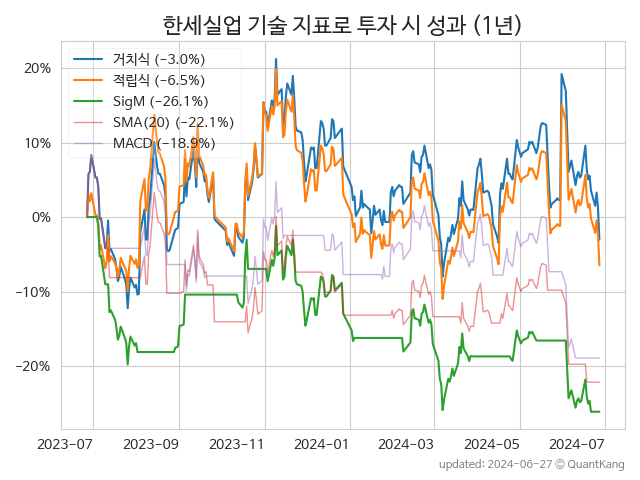 한세실업 기술 지표로 투자 시 성과 (1년)
거치식 (−3.0%)
적립식 (−6.5%)
SigM (−26.1%)
SMA(20) (−22.1%)
MACD (−18.9%)
20%
10%
0%
−10%
−20%
2023-07 2023-09 2023-11 2024-01 2024-03 2024-05 2024-07
updated: 2024-06-27 © QuantKang